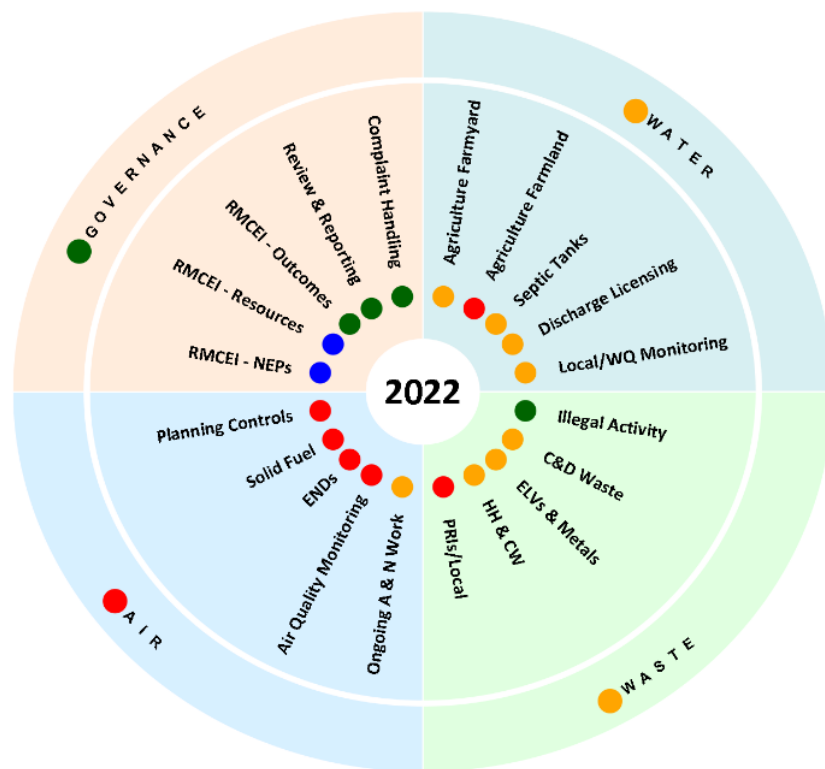 GOVERNANCE
Complaint Handling
Review & Reporting
RMCEI - Outcomes
RMCEI - Resources
RMCEI - NEPs
WATER
Agriculture Farmyard
Agriculture Farmland
Septic Tanks
Discharge Licensing
Local/WQ Monitoring
2022
Planning Controls
Solid Fuel
ENDs
Air Quality Monitoring
Ongoing A & N Work
AIR
Illegal Activity
C&D Waste
ELVs & Metals
HH & CW
PRIs/Local
WASTE